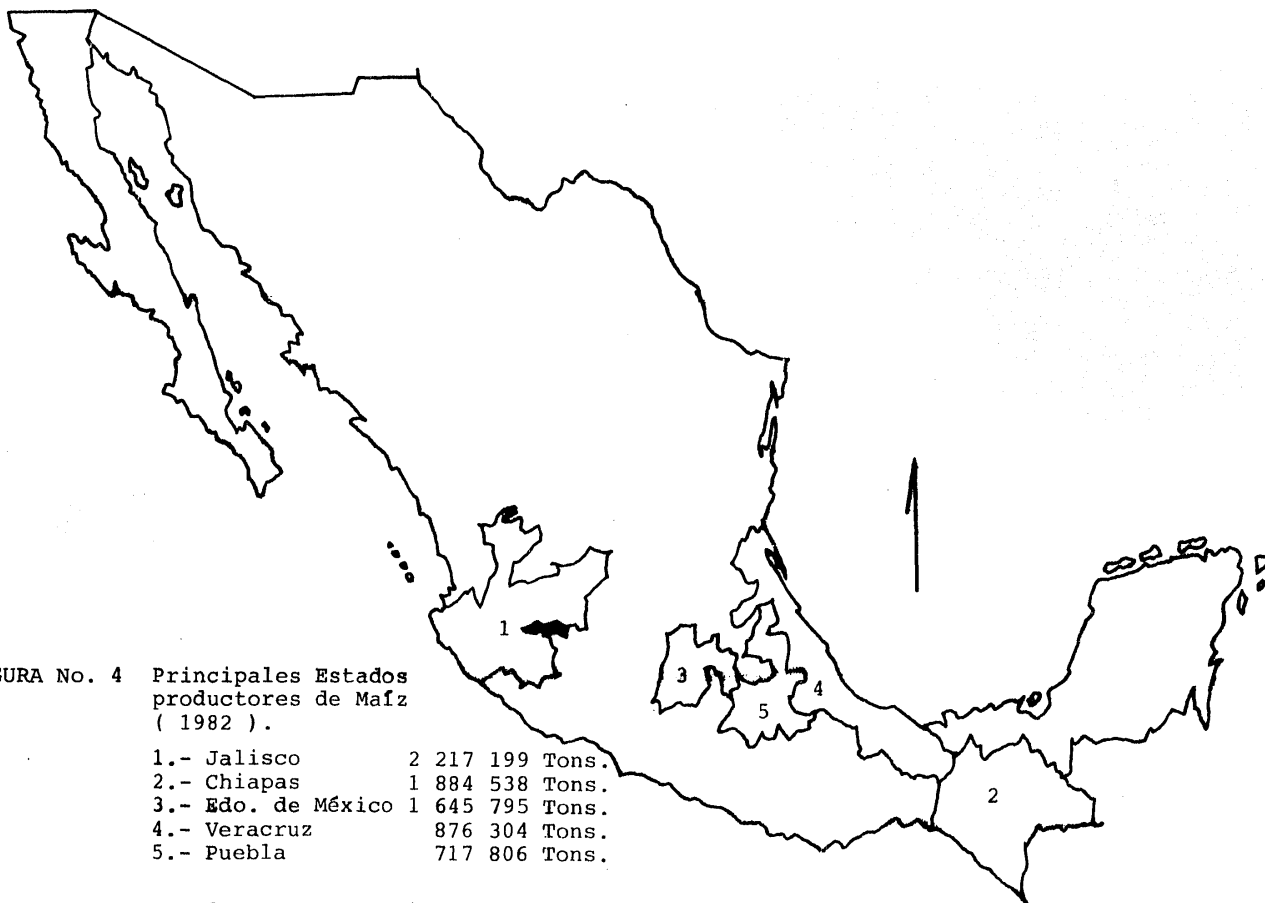 URA No. 4 Principales Estados
productores de Maíz
( 1982 ).
1.- Jalisco 2 217 199 Tons.
2.- Chiapas 1 884 538 Tons.
3.- Edo. de México 1 645 795 Tons.
4.- Veracruz 876 304 Tons.
5.- Puebla 717 806 Tons.
1
3
4
5
2